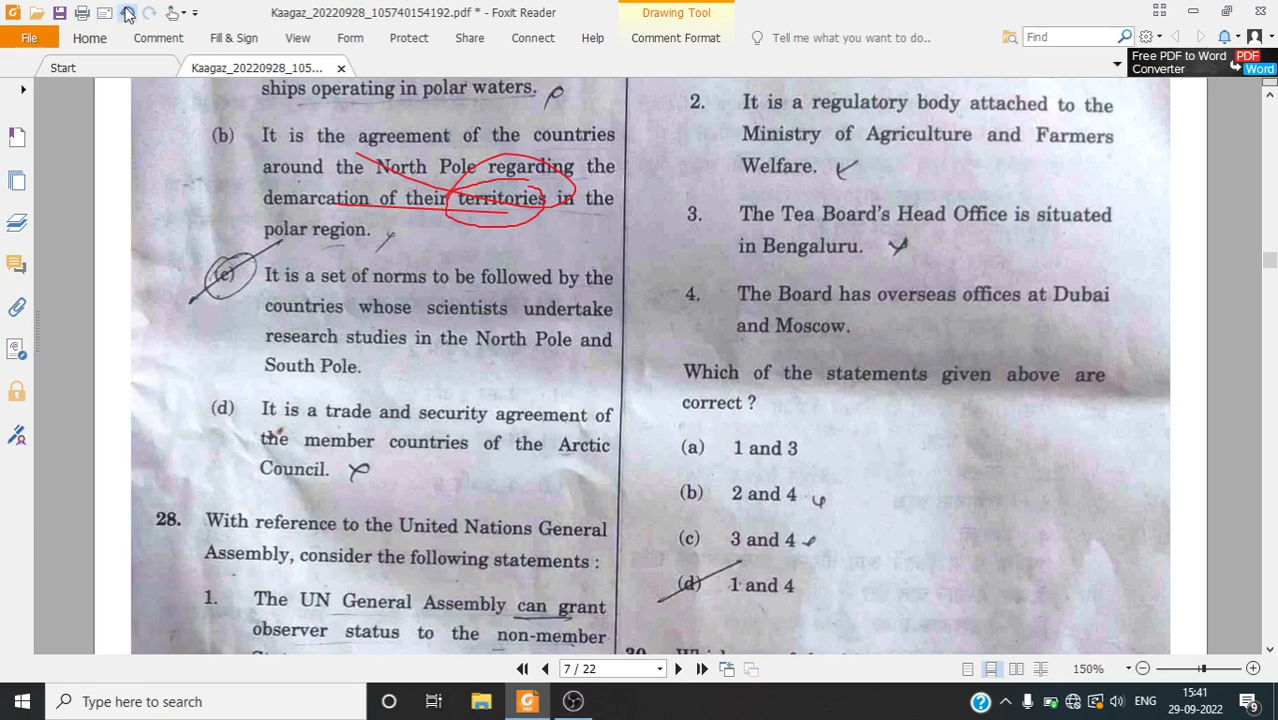 Kaagaz_20220928_105740154192.pdf * - Foxit Reader
Drawing Tool
File
Home
Comment
Fill & Sign
View
Form
Protect
Share
Connect
Help
Comment Format
Tell me what you want to do..
Find
Start
Kaagaz_20220928_105...
Free PDF to Word
Converter
PDF
Word
ships operating in polar waters.
(b) It is the agreement of the countries
around the North Pole regarding the
demarcation of their territories in the
polar region.
(c) It is a set of norms to be followed by the
countries whose scientists undertake
research studies in the North Pole and
South Pole.
(d) It is a trade and security agreement of
the member countries of the Arctic
Council.
28. With reference to the United Nations General
Assembly, consider the following statements :
1. The UN General Assembly can grant
observer status to the non-member
2. It is a regulatory body attached to the
Ministry of Agriculture and Farmers
Welfare.
3. The Tea Board's Head Office is situated
in Bengaluru.
4. The Board has overseas offices at Dubai
and Moscow.
Which of the statements given above are
correct ?
(a) 1 and 3
(b) 2 and 4
(c) 3 and 4
(d) 1 and 4
7 / 22
150%
Type here to search
ENG
15:41
29-09-2022
9